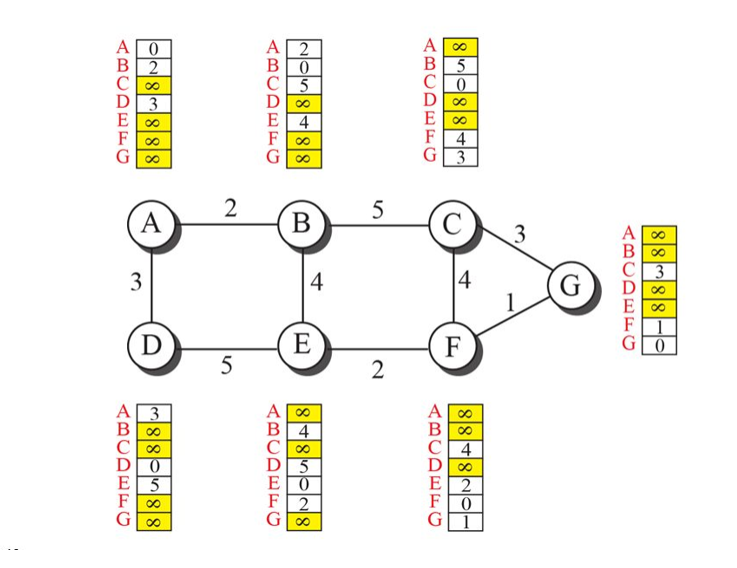 A 0
B 2
C ∞
D 3
E ∞
F ∞
G ∞
A 2
B 0
C 5
D ∞
E 4
F ∞
G ∞
A ∞
B 5
C 0
D ∞
E ∞
F 4
G 3
A 2 B 5 C
3
3 4 4 G
1
D 5 E 2 F
A ∞
B ∞
C 3
D ∞
E ∞
F 1
G 0
A 3
B ∞
C ∞
D 0
E 5
F ∞
G ∞
A ∞
B 4
C ∞
D 5
E 0
F 2
G ∞
A ∞
B ∞
C 4
D ∞
E 2
F 0
G 1